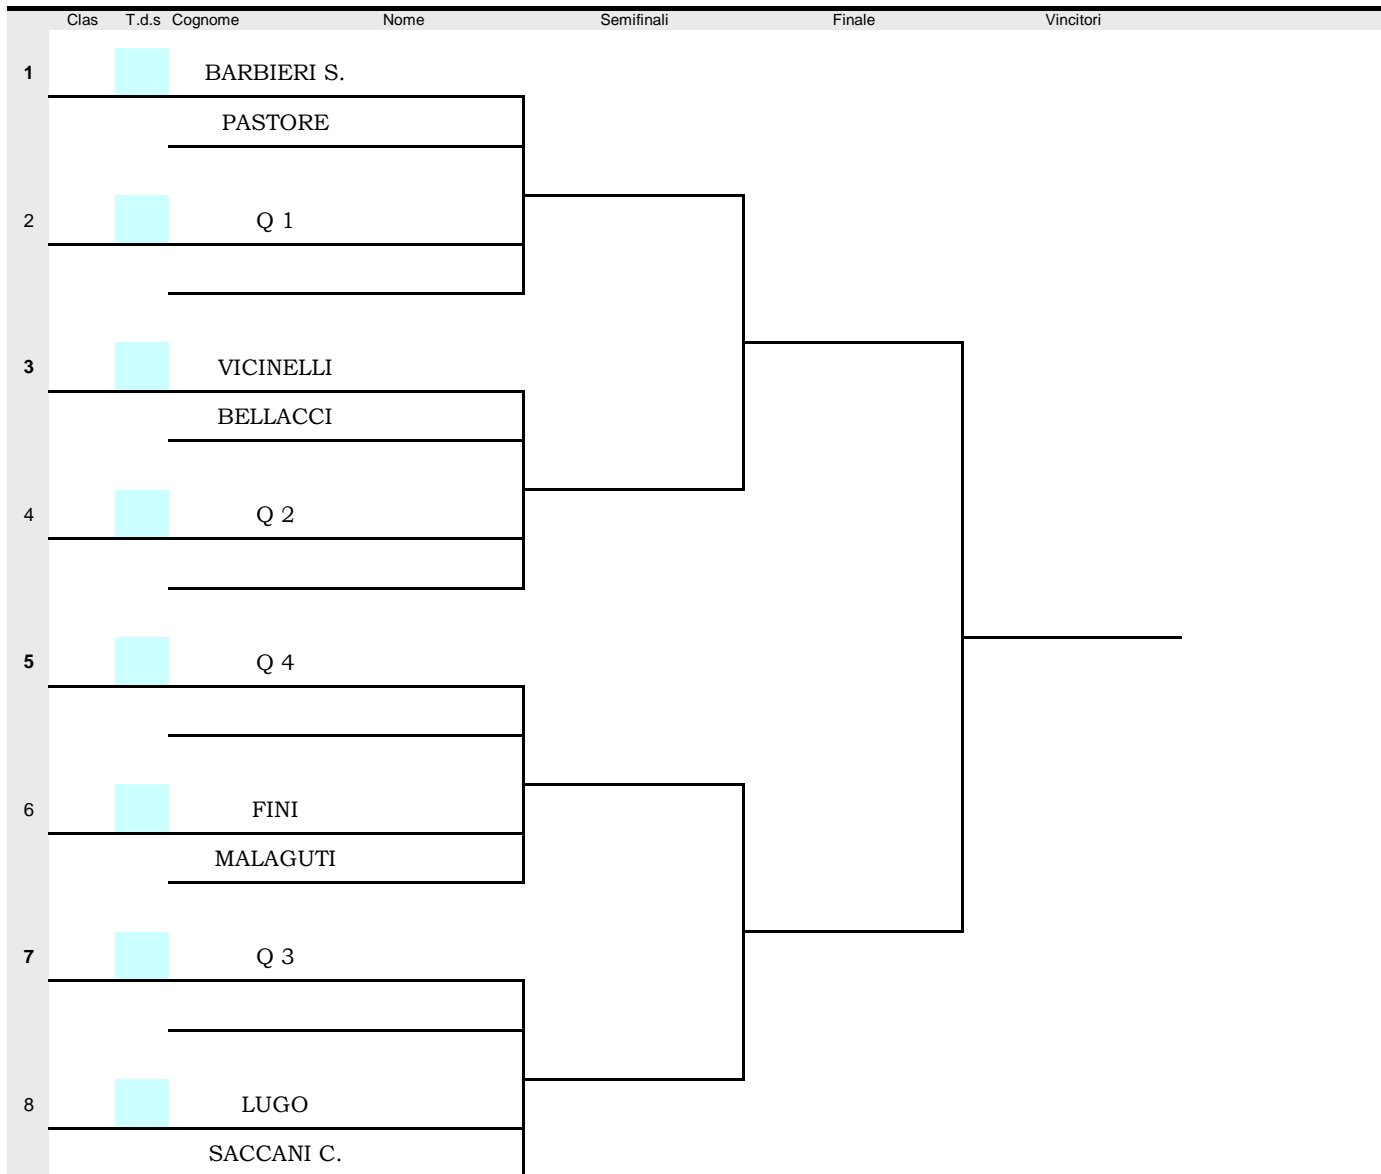 Clas T.d.s Cognome Nome Semifinali Finale Vincitori
1 BARBIERI S.
PASTORE
2 Q 1
3 VICINELLI
BELLACCI
4 Q 2
5 Q 4
6 FINI
MALAGUTI
7 Q 3
8 LUGO
SACCANI C.